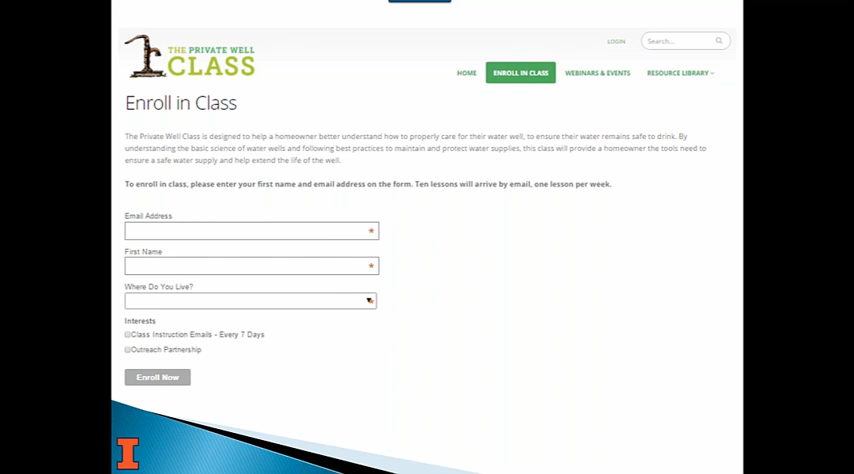 THE PRIVATE WELL
CLASS
LOGIN
Search...
HOME
ENROLL IN CLASS
WEBINARS & EVENTS
RESOURCE LIBRARY
Enroll in Class
The Private Well Class is designed to help a homeowner better understand how to properly care for their water well, to ensure their water remains safe to drink. By
understanding the basic science of water wells and following best practices to maintain and protect water supplies, this class will provide a homeowner the tools need to
ensure a safe water supply and help extend the life of the well.
To enroll in class, please enter your first name and email address on the form. Ten lessons will arrive by email, one lesson per week.
Email Address
*
First Name
*
Where Do You Live?
Interests
Class Instruction Emails - Every 7 Days
Outreach Partnership
Enroll Now
I